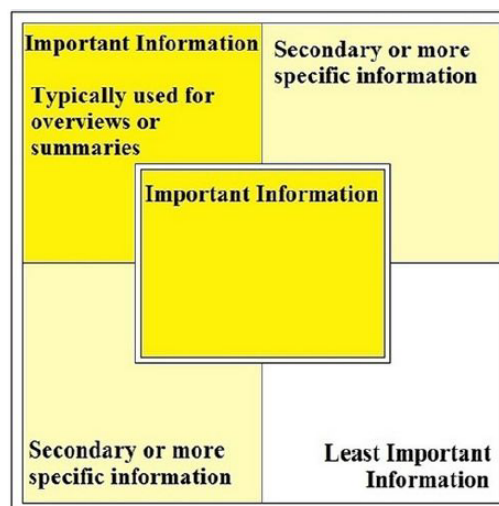 Important Information
Typically used for
overviews or
summaries
Secondary or more
specific information
Important Information
Secondary or more
specific information
Least Important
Information